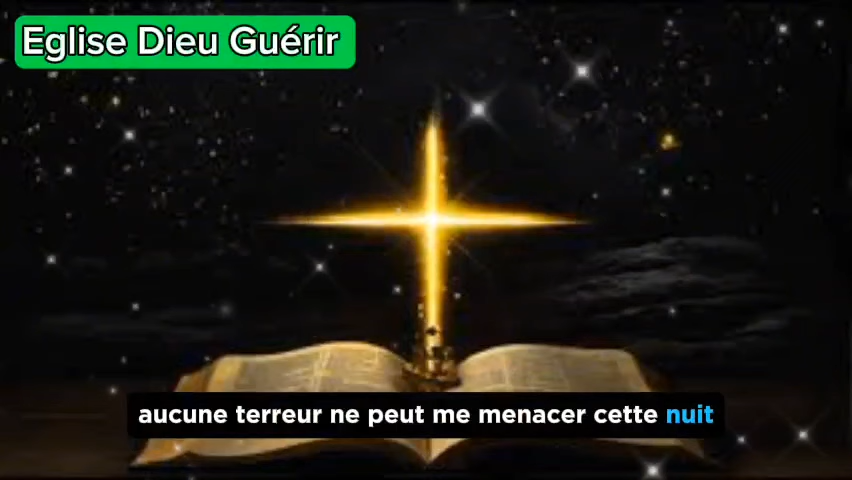 Eglise Dieu Guérir
aucune terreur ne peut me menacer cette nuit